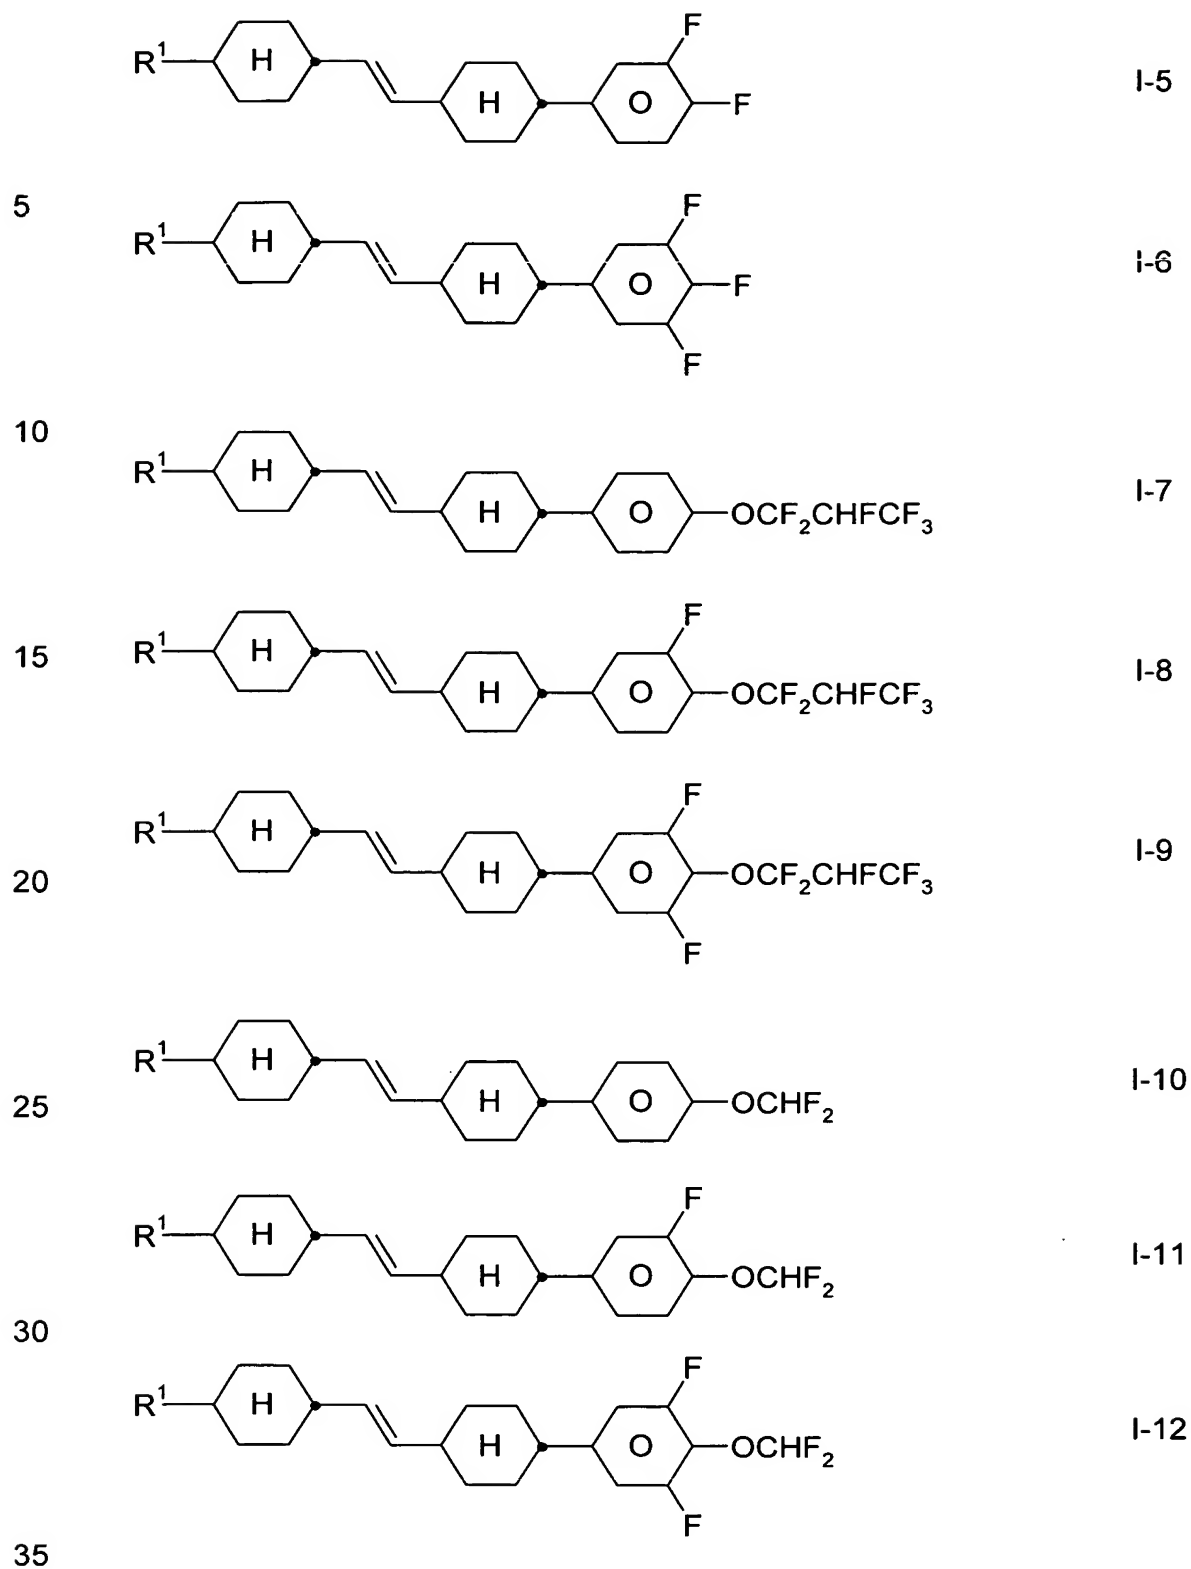 F
R¹ H H O F I-5
5
F
R¹ H H O F I-6
F
10
R¹ H H O OCF₂CHFCF₃ I-7
F
15 R¹ H H O OCF₂CHFCF₃ I-8
F
R¹ H H O OCF₂CHFCF₃ I-9
20
F
R¹ H H O OCHF₂ I-10
25
F
R¹ H H O OCHF₂ I-11
30
F
R¹ H H O OCHF₂ I-12
F
35